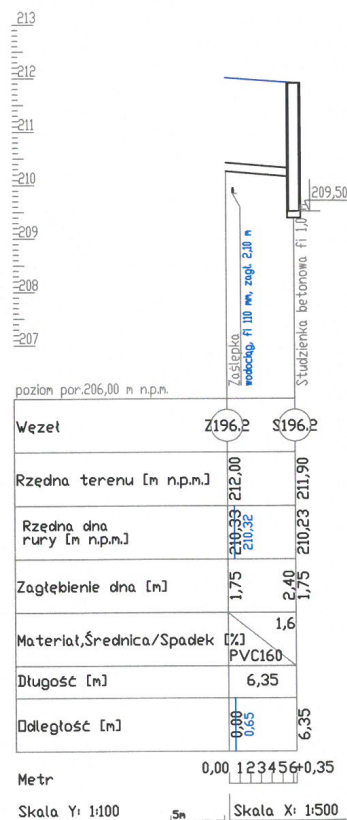 213
212
211
210
209
208
207
209,50
Zaślepka
wodociąg, fi 110 mm, zagł. 2,10 m
Studzienka betonowa fi 1,0
poziom por.206,00 m n.p.m.
Węzeł
Z196.2
S196.2
Rzędna terenu [m n.p.m.]
212,00
211,90
Rzędna dna
rury [m n.p.m.]
210,33
210,32
210,23
Zagłębienie dna [m]
1,75
2,40
1,75
Materiał,Średnica/Spadek [%]
1,6
PVC160
Długość [m]
6,35
Odległość [m]
0,00
0,65
6,35
Metr
0,00 1 2 3 4 5 6+0,35
Skala Y: 1:100
5m
Skala X: 1:500